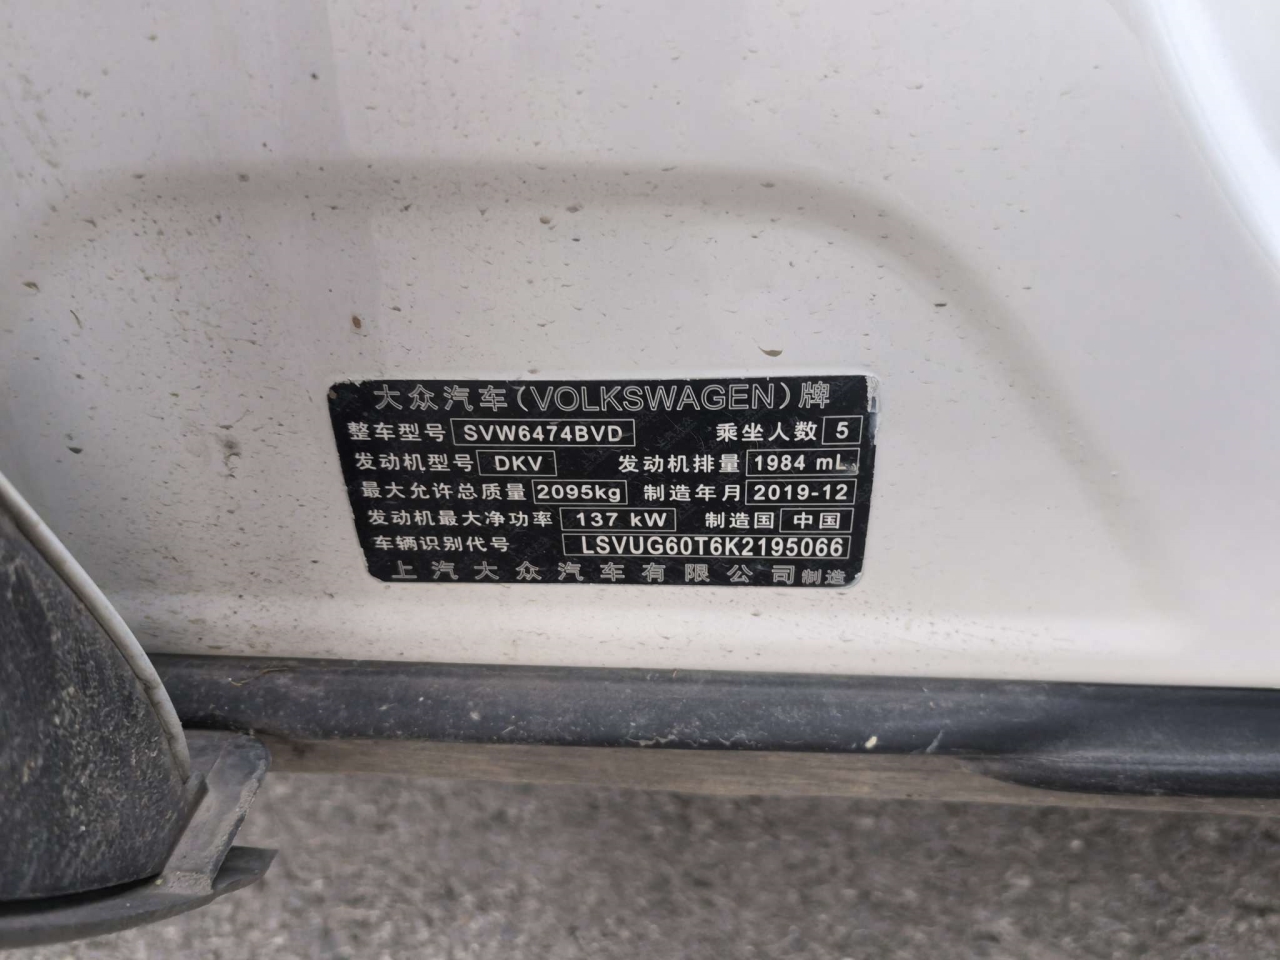 大众汽车(VOLKSWAGEN)牌
整车型号 SVW6474BVD 乘坐人数 5
发动机型号 DKV 发动机排量 1984 mL
最大允许总质量 2095kg 制造年月 2019-12
发动机最大净功率 137 kW 制造国 中国
车辆识别代号 LSVUG60T6K2195066
上汽大众汽车有限公司制造